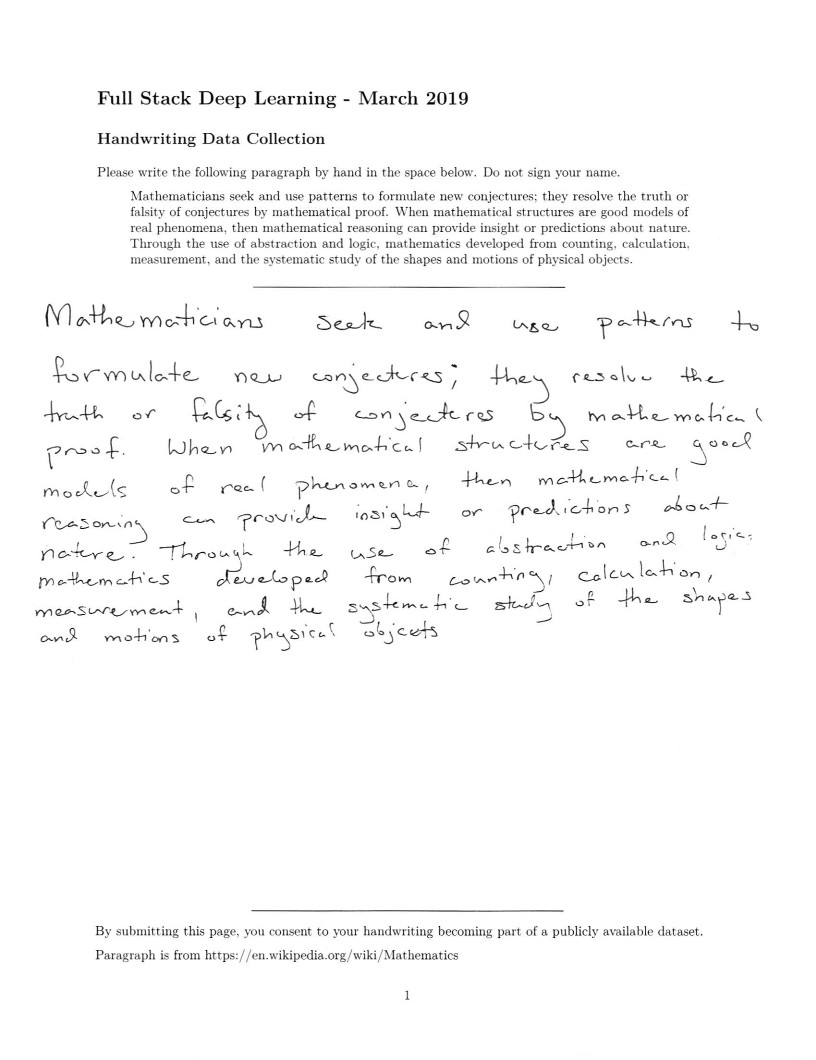 Full Stack Deep Learning - March 2019
Handwriting Data Collection
Please write the following paragraph by hand in the space below. Do not sign your name.
Mathematicians seek and use patterns to formulate new conjectures; they resolve the truth or
falsity of conjectures by mathematical proof. When mathematical structures are good models of
real phenomena, then mathematical reasoning can provide insight or predictions about nature.
Through the use of abstraction and logic, mathematics developed from counting, calculation,
measurement, and the systematic study of the shapes and motions of physical objects.
Mathematicians seek and use patterns to
formulate new conjectures; they resolve the
truth or falsity of conjectures by mathematical
proof. When mathematical structures are good
models of real phenomena, then mathematical
reasoning can provide insight or predictions about
nature. Through the use of abstraction and logic,
mathematics developed from counting, calculation,
measurement, and the systematic study of the shapes
and motions of physical objects
By submitting this page, you consent to your handwriting becoming part of a publicly available dataset.
Paragraph is from https://en.wikipedia.org/wiki/Mathematics
1